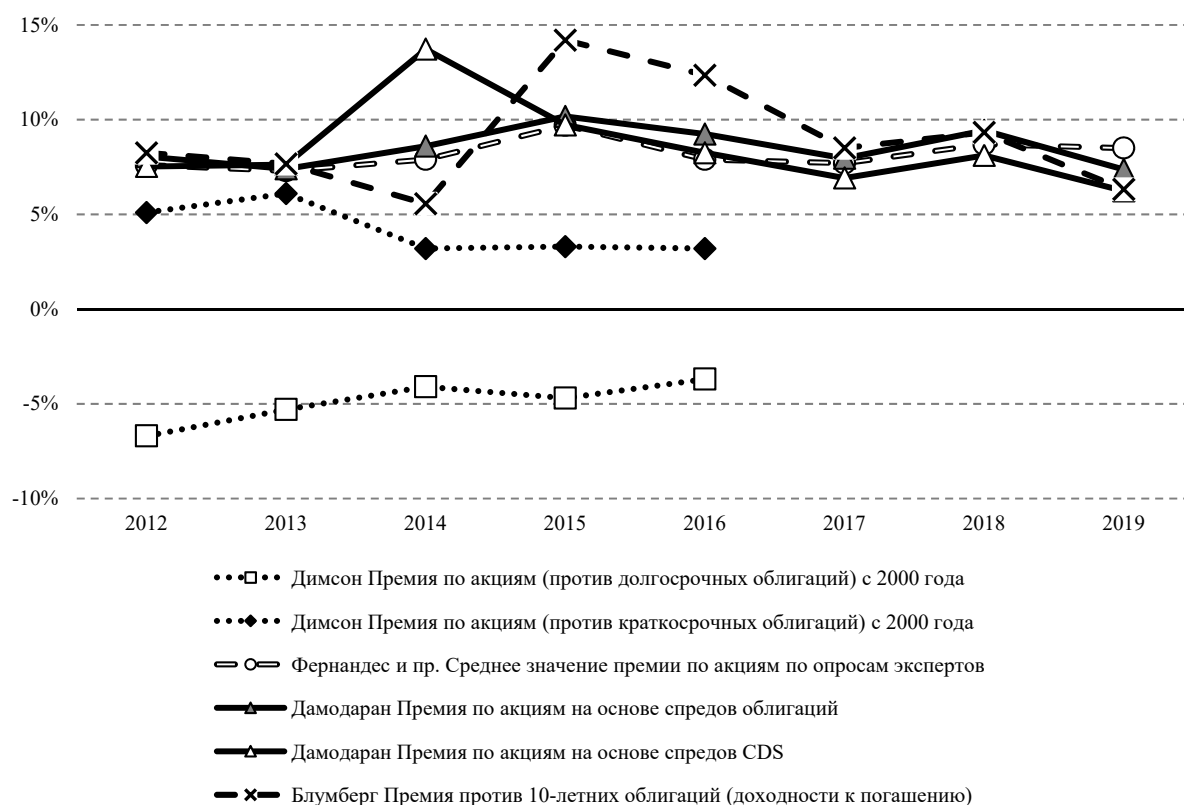 15%
10%
5%
0%
-5%
-10%
2012 2013 2014 2015 2016 2017 2018 2019
Димсон Премия по акциям (против долгосрочных облигаций) с 2000 года
Димсон Премия по акциям (против краткосрочных облигаций) с 2000 года
Фернандес и пр. Среднее значение премии по акциям по опросам экспертов
Дамодаран Премия по акциям на основе спредов облигаций
Дамодаран Премия по акциям на основе спредов CDS
Блумберг Премия против 10-летних облигаций (доходности к погашению)